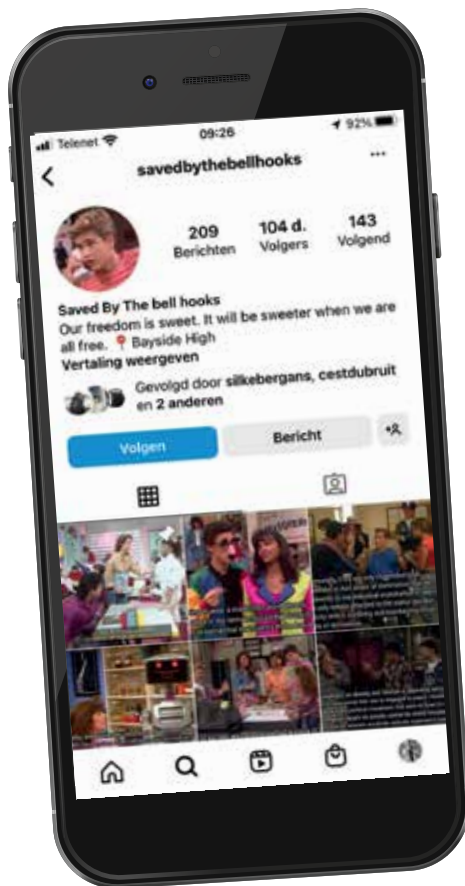 Telenet 09:26 92%
savedbythebellhooks
209 104 d. 143
Berichten Volgers Volgend
Saved By The bell hooks
Our freedom is sweet. It will be sweeter when we are
all free. 📍 Bayside High
Vertaling weergeven
Gevolgd door silkebergans, cestdubruit
en 2 anderen
Volgen Bericht